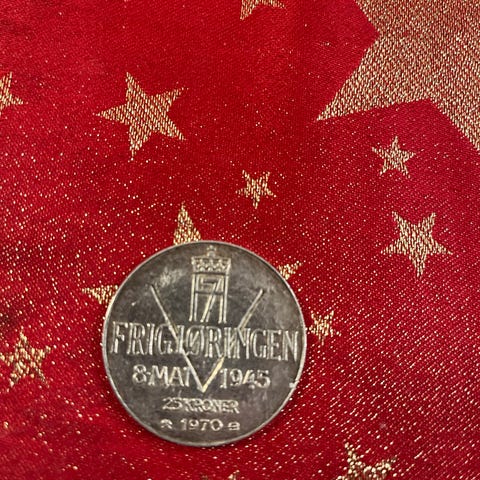 FRIGJØRINGEN
8·MAI 1945
25 KRONER
1970